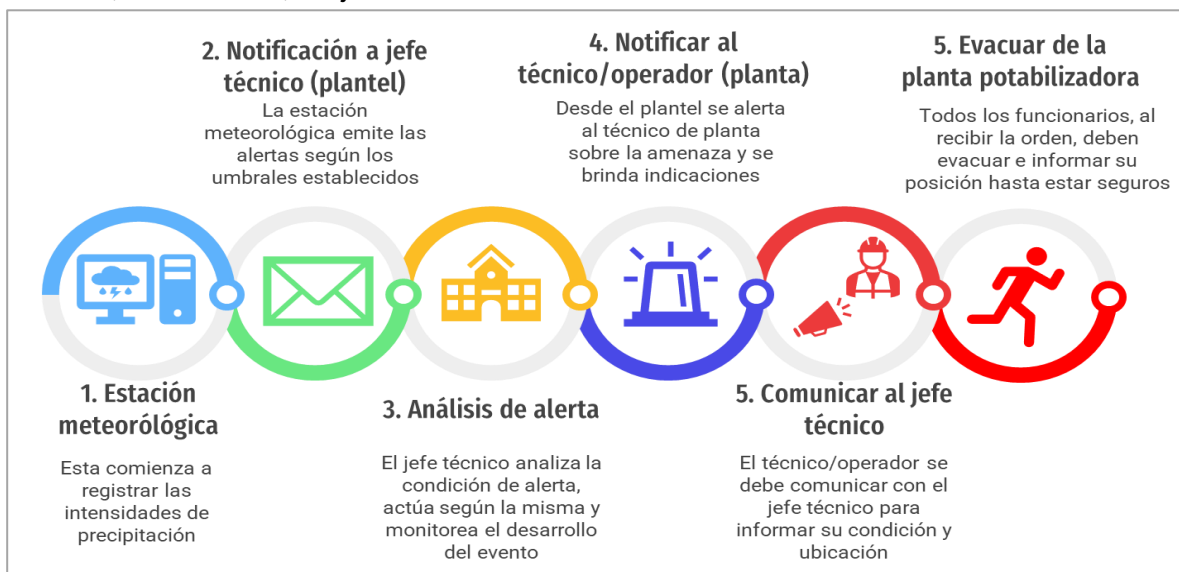 1. Estación
meteorólógica
Esta comienza a
registrar las
intensidades de
precipitación
2. Notificación a jefe
técnico (plantel)
La estación
meteorológica emite las
alertas según los
umbrales establecidos
3. Análisis de alerta
El jefe técnico analiza la
condición de alerta,
actúa según la misma y
monitorea el desarrollo
del evento
4. Notificar al
técnico/operador (planta)
Desde el plantel se alerta
al técnico de planta
sobre la amenaza y se
brinda indicaciones
5. Comunicar al jefe
técnico
El técnico/operador se
debe comunicar con el
jefe técnico para
informar su condición y
ubicación
5. Evacuar de la
planta potabilizadora
Todos los funcionarios, al
recibir la orden, deben
evacuar e informar su
posición hasta estar seguros